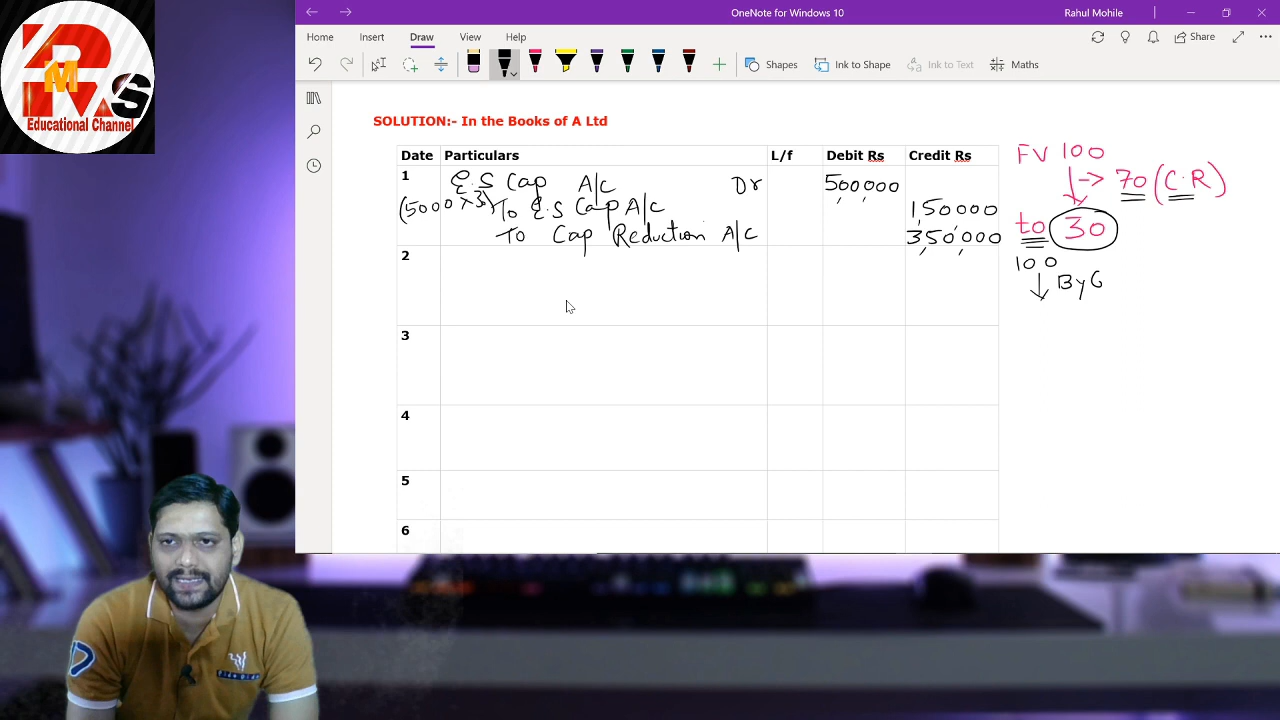 OneNote for Windows 10
Rahul Mohile
Home Insert Draw View Help
Share
Shapes Ink to Shape Ink to Text Maths
R
M S
Educational Channel
SOLUTION:- In the Books of A Ltd
Date Particulars L/f Debit Rs Credit Rs
1 E.S Cap A/c Dr 500000
(5000 x 30) To E.S Cap A/c 150000
To Cap Reduction A/c 350000
2
3
4
5
6
FV 100
-> 70 (C.R)
to 30
100
By 6